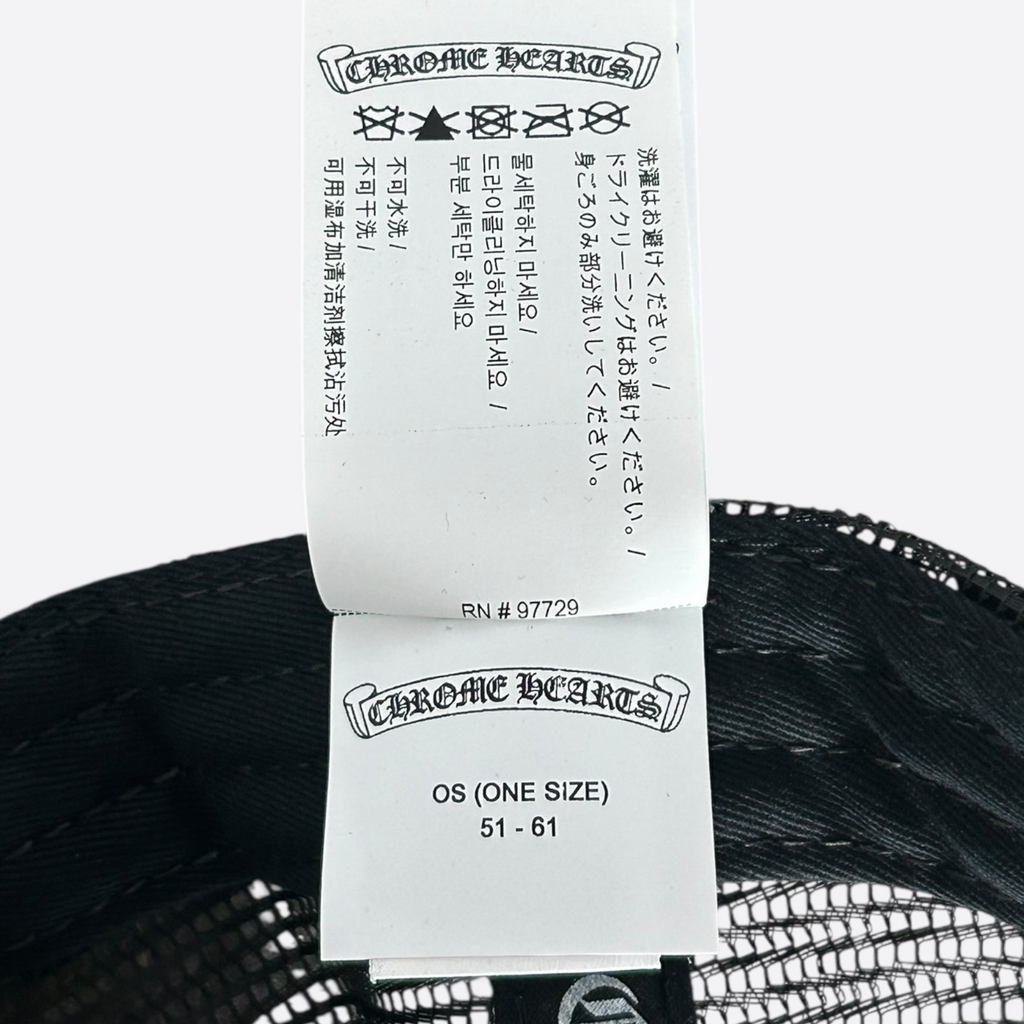 CHROME HEARTS
洗濯はお避けください。/
ドライクリーニングはお避けください。/
身ごろのみ部分洗いしてください。
물세탁하지 마세요/
드라이클리닝하지 마세요 /
부분 세탁만 하세요
不可水洗/
不可干洗/
可用湿布加清洁剂擦拭沾污处
RN # 97729
CHROME HEARTS
OS (ONE SIZE)
51 - 61